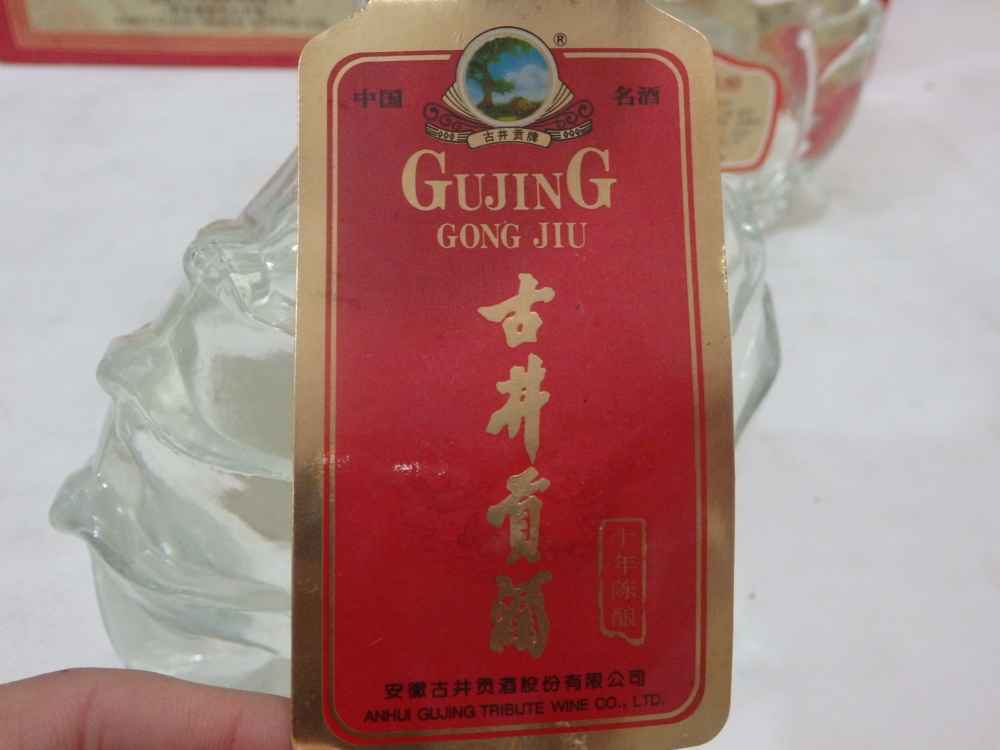 中国 名酒
®
古井贡牌
GUJING
GONG JIU
古井贡酒
十年陈酿
安徽古井贡酒股份有限公司
ANHUI GUJING TRIBUTE WINE CO., LTD.